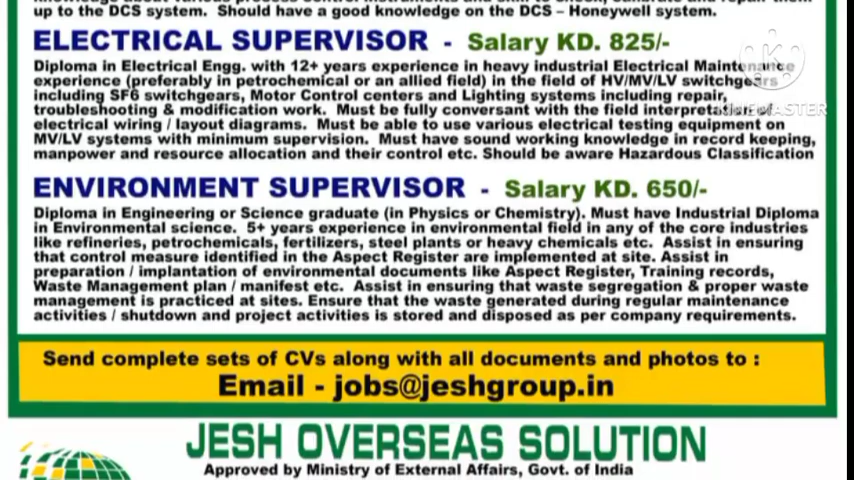 up to the DCS system. Should have a good knowledge on the DCS – Honeywell system.
ELECTRICAL SUPERVISOR - Salary KD. 825/-
Diploma in Electrical Engg. with 12+ years experience in heavy industrial Electrical Maintenance
experience (preferably in petrochemical or an allied field) in the field of HV/MV/LV switchgears
including SF6 switchgears, Motor Control centers and Lighting systems including repair,
troubleshooting & modification work. Must be fully conversant with the field interpretation of
electrical wiring / layout diagrams. Must be able to use various electrical testing equipment on
MV/LV systems with minimum supervision. Must have sound working knowledge in record keeping,
manpower and resource allocation and their control etc. Should be aware Hazardous Classification
ENVIRONMENT SUPERVISOR - Salary KD. 650/-
Diploma in Engineering or Science graduate (in Physics or Chemistry). Must have Industrial Diploma
in Environmental science. 5+ years experience in environmental field in any of the core industries
like refineries, petrochemicals, fertilizers, steel plants or heavy chemicals etc. Assist in ensuring
that control measure identified in the Aspect Register are implemented at site. Assist in
preparation / implantation of environmental documents like Aspect Register, Training records,
Waste Management plan / manifest etc. Assist in ensuring that waste segregation & proper waste
management is practiced at sites. Ensure that the waste generated during regular maintenance
activities / shutdown and project activities is stored and disposed as per company requirements.
Send complete sets of CVs along with all documents and photos to :
Email - jobs@jeshgroup.in
JESH OVERSEAS SOLUTION
Approved by Ministry of External Affairs, Govt. of India